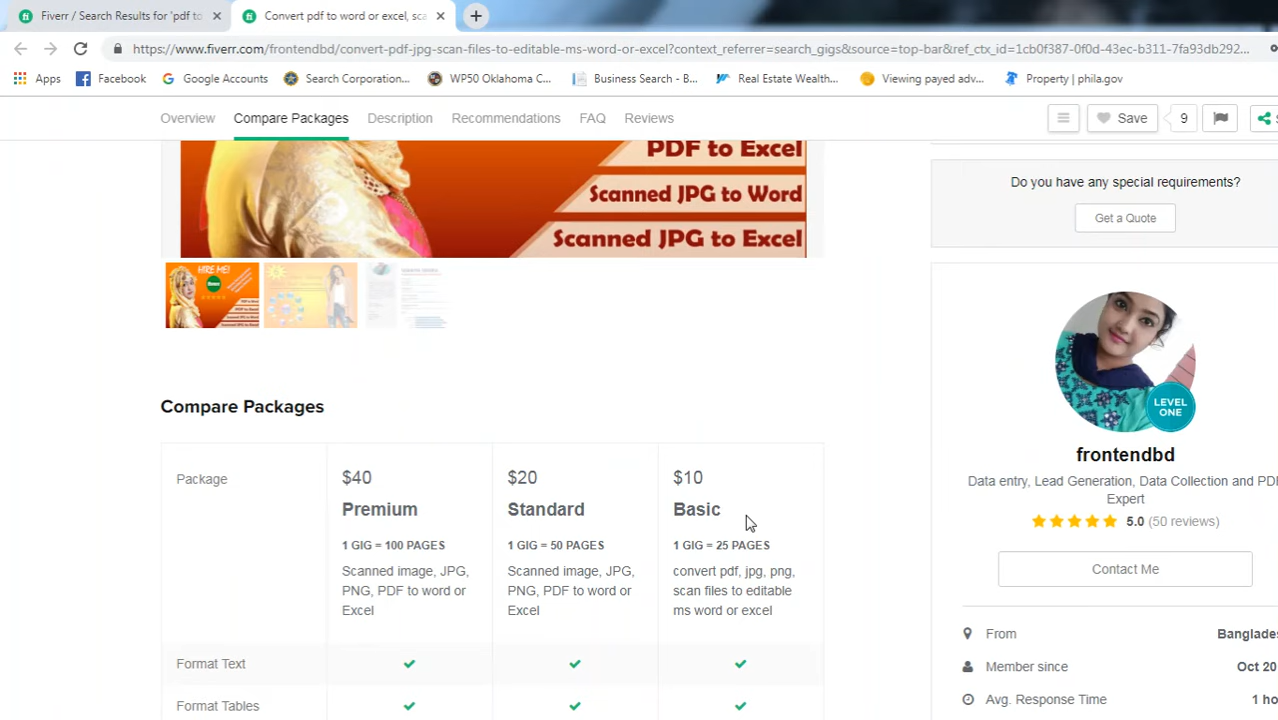 Fiverr / Search Results for 'pdf to
Convert pdf to word or excel, sca
https://www.fiverr.com/frontendbd/convert-pdf-jpg-scan-files-to-editable-ms-word-or-excel?context_referrer=search_gigs&source=top-bar&ref_ctx_id=1cb0f387-0f0d-43ec-b311-7fa93db292...
Apps Facebook Google Accounts Search Corporation... WP50 Oklahoma C... Business Search - B... Real Estate Wealth... Viewing payed adv... Property | phila.gov
Overview Compare Packages Description Recommendations FAQ Reviews Save 9
PDF to Excel
Scanned JPG to Word
Scanned JPG to Excel
HIRE ME!
Do you have any special requirements?
Get a Quote
LEVEL
ONE
frontendbd
Data entry, Lead Generation, Data Collection and PDF
Expert
5.0 (50 reviews)
Contact Me
From Banglades
Member since Oct 20
Avg. Response Time 1 ho
Compare Packages
Package
$40
Premium
1 GIG = 100 PAGES
Scanned image, JPG,
PNG, PDF to word or
Excel
$20
Standard
1 GIG = 50 PAGES
Scanned image, JPG,
PNG, PDF to word or
Excel
$10
Basic
1 GIG = 25 PAGES
convert pdf, jpg, png,
scan files to editable
ms word or excel
Format Text
Format Tables